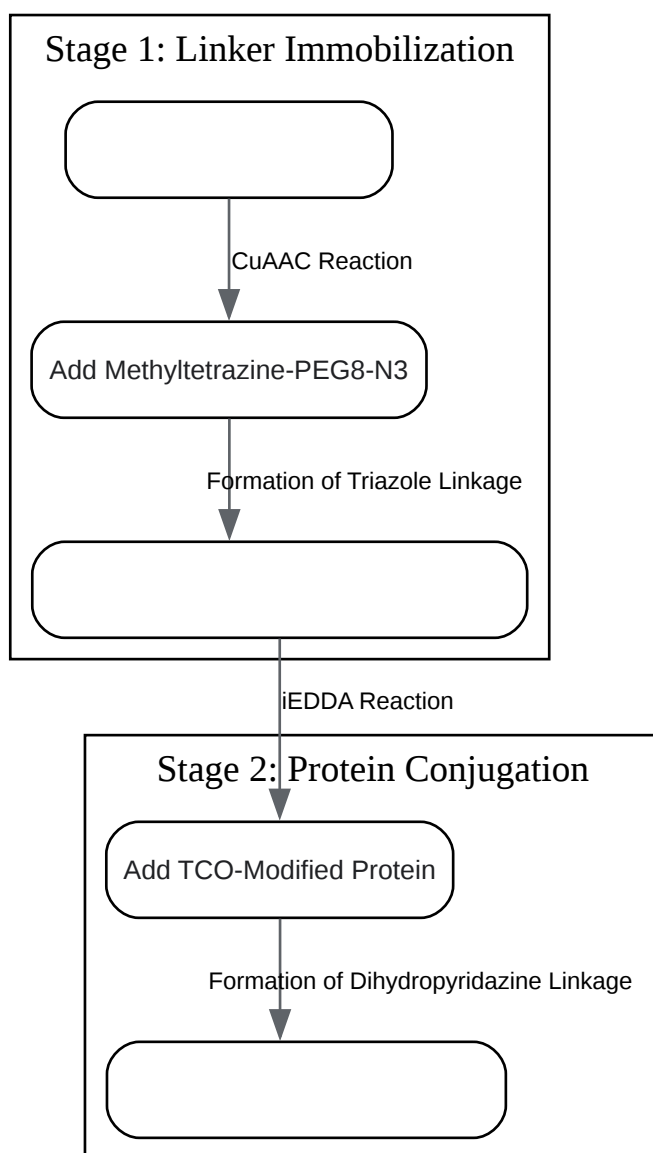 Stage 1: Linker Immobilization
CuAAC Reaction
Add Methyltetrazine-PEG8-N3
Formation of Triazole Linkage
iEDDA Reaction
Stage 2: Protein Conjugation
Add TCO-Modified Protein
Formation of Dihydropyridazine Linkage